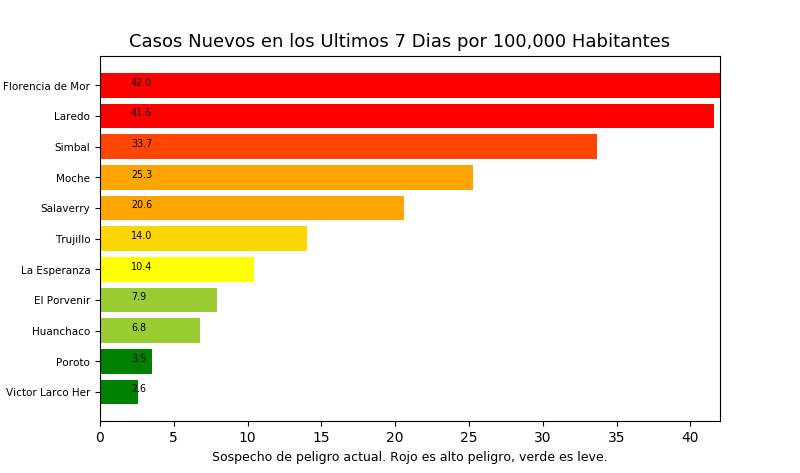 Casos Nuevos en los Ultimos 7 Dias por 100,000 Habitantes
Florencia de Mor 42.0
Laredo 41.6
Simbal 33.7
Moche 25.3
Salaverry 20.6
Trujillo 14.0
La Esperanza 10.4
El Porvenir 7.9
Huanchaco 6.8
Poroto 3.5
Victor Larco Her 2.6
0 5 10 15 20 25 30 35 40
Sospecho de peligro actual. Rojo es alto peligro, verde es leve.